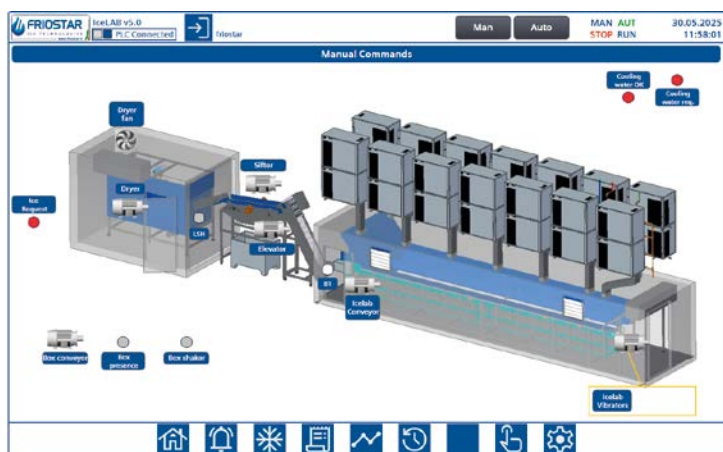 FRIOSTAR
IceLAB v5.0
PLC Connected
friostar
Man
Auto
MAN AUT
STOP RUN
30.05.2025
11:58:01
Manual Commands
Cooling
water OK
Cooling
water req.
Dryer
fan
Siftor
Dryer
Ice
Request
LSH
Elevator
B1
Icelab
Conveyor
Box conveyor
Box
presence
Box shaker
Icelab
Vibrators